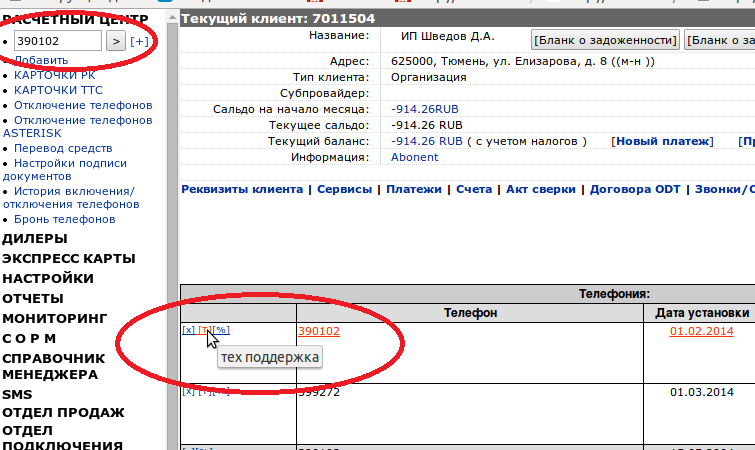 РАСЧЕТНЫЙ ЦЕНТР
390102 > [+]
Добавить
КАРТОЧКИ РК
КАРТОЧКИ ТТС
Отключение телефонов
Отключение телефонов
ASTERISK
Перевод средств
Настройки подписи
документов
История включения/
отключения телефонов
Бронь телефонов
ДИЛЕРЫ
ЭКСПРЕСС КАРТЫ
НАСТРОЙКИ
ОТЧЕТЫ
МОНИТОРИНГ
С О Р М
СПРАВОЧНИК
МЕНЕДЖЕРА
SMS
ОТДЕЛ ПРОДАЖ
ОТДЕЛ
ПОДКЛЮЧЕНИЯ
Текущий клиент: 7011504
Название: ИП Шведов Д.А. [Бланк о задоженности] [Бланк о за
Адрес: 625000, Тюмень, ул. Елизарова, д. 8 ((м-н ))
Тип клиента: Организация
Субпровайдер:
Сальдо на начало месяца: -914.26RUB
Текущее сальдо: -914.26 RUB
Текущий баланс: -914.26 RUB ( с учетом налогов ) [Новый платеж] [Пр
Информация: Abonent
Реквизиты клиента | Сервисы | Платежи | Счета | Акт сверки | Договора ODT | Звонки/С
Телефония:
Телефон Дата установки
[x] [т][%] 390102 01.02.2014
тех поддержка
[x] [т][%] 399272 01.03.2014